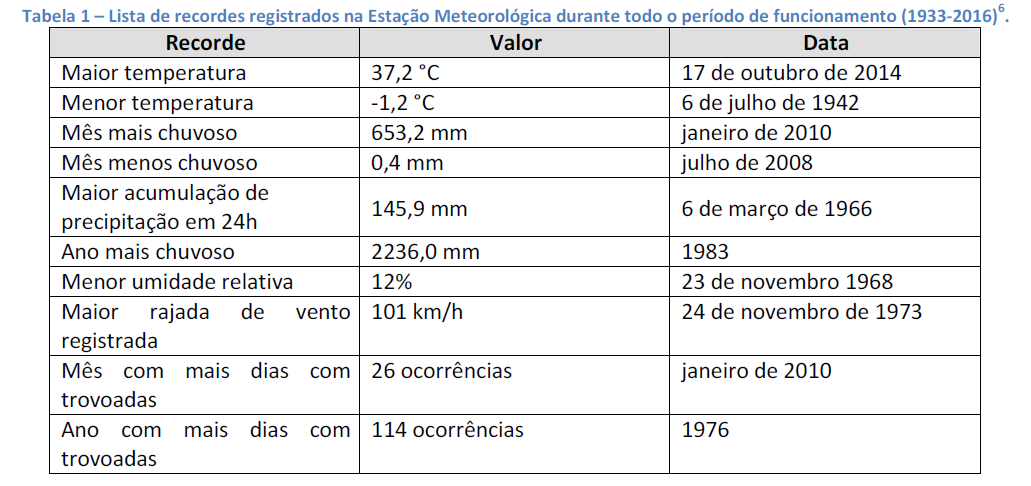 Tabela 1 – Lista de recordes registrados na Estação Meteorológica durante todo o período de funcionamento (1933-2016)⁶.
Recorde Valor Data
Maior temperatura 37,2 °C 17 de outubro de 2014
Menor temperatura -1,2 °C 6 de julho de 1942
Mês mais chuvoso 653,2 mm janeiro de 2010
Mês menos chuvoso 0,4 mm julho de 2008
Maior acumulação de
precipitação em 24h 145,9 mm 6 de março de 1966
Ano mais chuvoso 2236,0 mm 1983
Menor umidade relativa 12% 23 de novembro 1968
Maior rajada de vento 101 km/h 24 de novembro de 1973
registrada
Mês com mais dias com 26 ocorrências janeiro de 2010
trovoadas
Ano com mais dias com 114 ocorrências 1976
trovoadas